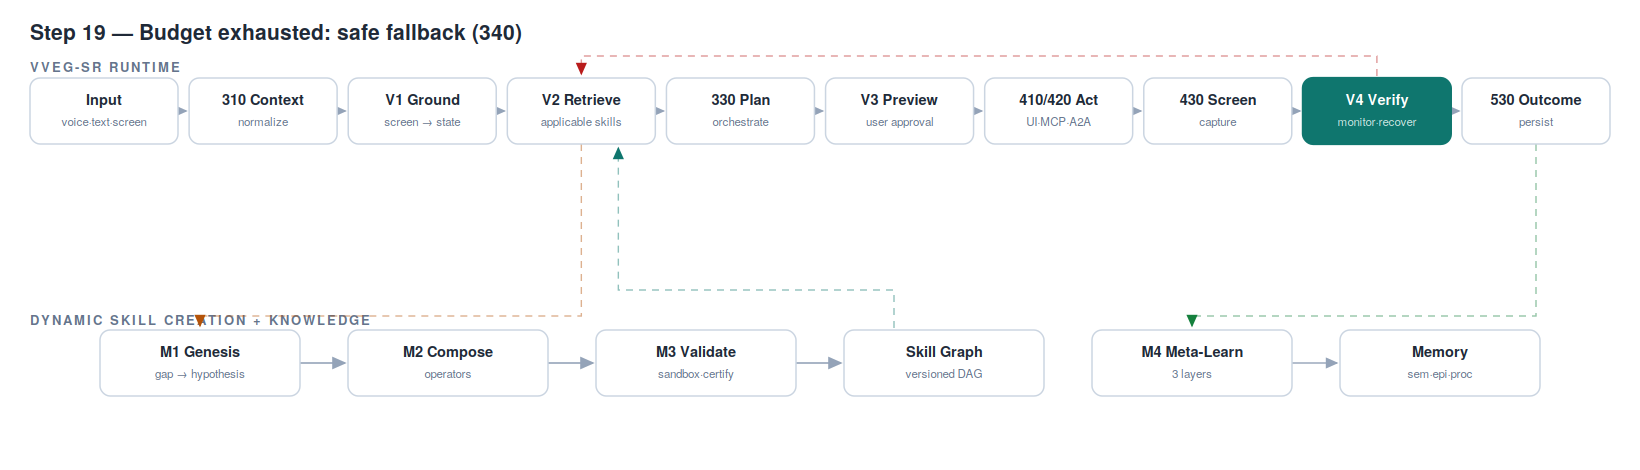 Step 19 — Budget exhausted: safe fallback (340)
VVEG-SR RUNTIME
Input
voice·text·screen
310 Context
normalize
V1 Ground
screen → state
V2 Retrieve
applicable skills
330 Plan
orchestrate
V3 Preview
user approval
410/420 Act
UI·MCP·A2A
430 Screen
capture
V4 Verify
monitor·recover
530 Outcome
persist
DYNAMIC SKILL CREATION + KNOWLEDGE
M1 Genesis
gap → hypothesis
M2 Compose
operators
M3 Validate
sandbox·certify
Skill Graph
versioned DAG
M4 Meta-Learn
3 layers
Memory
sem·epi·proc